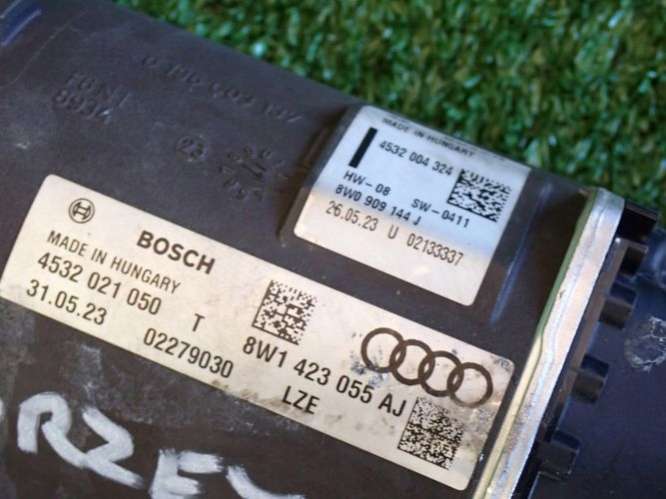 MADE IN HUNGARY
4532 004 324
HW-08 SW-0411
8W0 909 144 J
26.05.23 U 02133337
BOSCH
MADE IN HUNGARY
4532 021 050
31.05.23 T
02279030
8W1 423 055 AJ
LZE